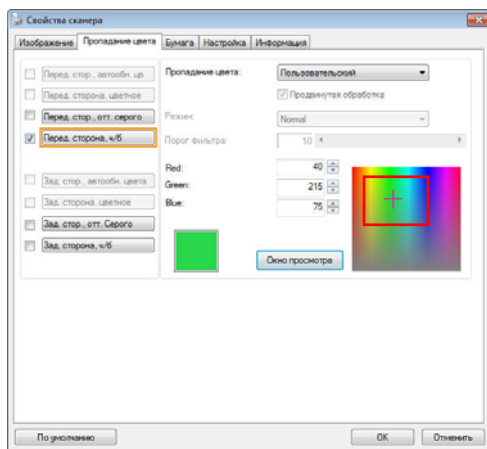 Свойства сканера
Изображение Пропадание цвета Бумага Настройка Информация
Перед. стор., автообн. цв
Перед. сторона, цветное
Перед. стор., отт. серого
Перед. сторона, ч/б
Зад. стор., автообн. цвета
Зад. сторона, цветное
Зад. стор., отт. Серого
Зад. сторона, ч/б
Пропадание цвета: Пользовательский
Продвинутая обработка
Режим: Normal
Порог фильтра: 10
Red: 40
Green: 215
Blue: 75
Окно просмотра
По умолчанию OK Отменить